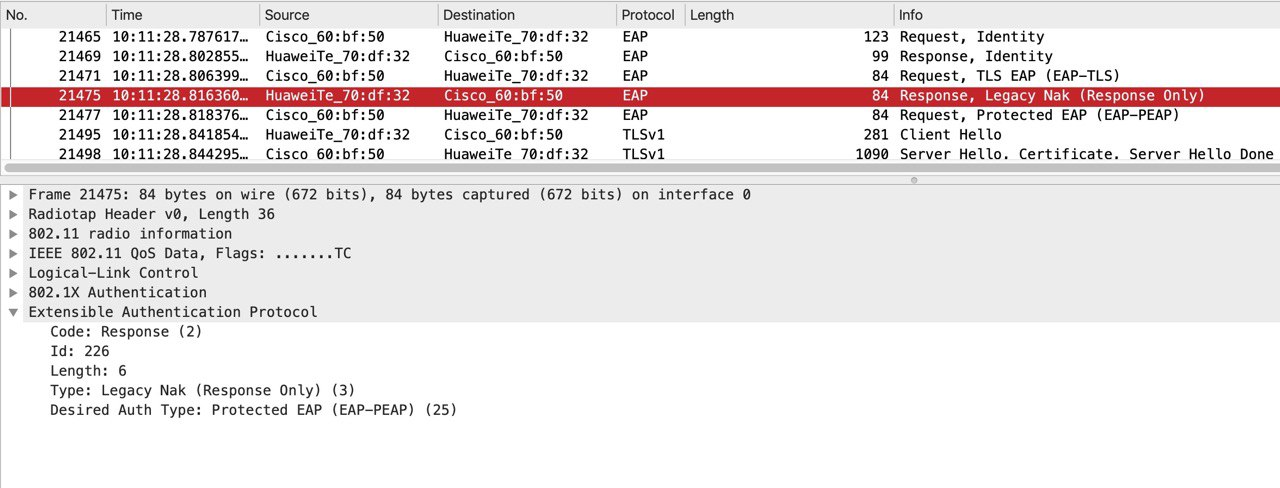 No. Time Source Destination Protocol Length Info
21465 10:11:28.787617… Cisco_60:bf:50 HuaweiTe_70:df:32 EAP 123 Request, Identity
21469 10:11:28.802855… HuaweiTe_70:df:32 Cisco_60:bf:50 EAP 99 Response, Identity
21471 10:11:28.806399… Cisco_60:bf:50 HuaweiTe_70:df:32 EAP 84 Request, TLS EAP (EAP-TLS)
21475 10:11:28.816360… HuaweiTe_70:df:32 Cisco_60:bf:50 EAP 84 Response, Legacy Nak (Response Only)
21477 10:11:28.818376… Cisco_60:bf:50 HuaweiTe_70:df:32 EAP 84 Request, Protected EAP (EAP-PEAP)
21495 10:11:28.841854… HuaweiTe_70:df:32 Cisco_60:bf:50 TLSv1 281 Client Hello
21498 10:11:28.844295… Cisco_60:bf:50 HuaweiTe_70:df:32 TLSv1 1090 Server Hello, Certificate, Server Hello Done
Frame 21475: 84 bytes on wire (672 bits), 84 bytes captured (672 bits) on interface 0
Radiotap Header v0, Length 36
802.11 radio information
IEEE 802.11 QoS Data, Flags: .......TC
Logical-Link Control
802.1X Authentication
Extensible Authentication Protocol
Code: Response (2)
Id: 226
Length: 6
Type: Legacy Nak (Response Only) (3)
Desired Auth Type: Protected EAP (EAP-PEAP) (25)